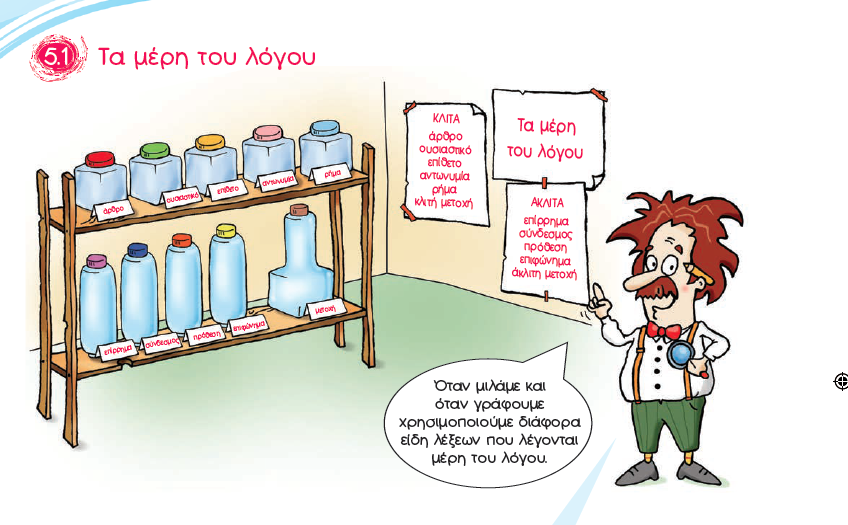 5.1 Τα μέρη του λόγου
ΚΛΙΤΑ
άρθρο
ουσιαστικό
επίθετο
αντωνυμία
ρήμα
κλιτή μετοχή
Τα μέρη
του λόγου
ΑΚΛΙΤΑ
επίρρημα
σύνδεσμος
πρόθεση
επιφώνημα
άκλιτη μετοχή
άρθρο
ουσιαστικό
επίθετο
αντωνυμία
ρήμα
επίρρημα
σύνδεσμος
πρόθεση
επιφώνημα
μετοχή
Όταν μιλάμε και
όταν γράφουμε
χρησιμοποιούμε διάφορα
είδη λέξεων που λέγονται
μέρη του λόγου.